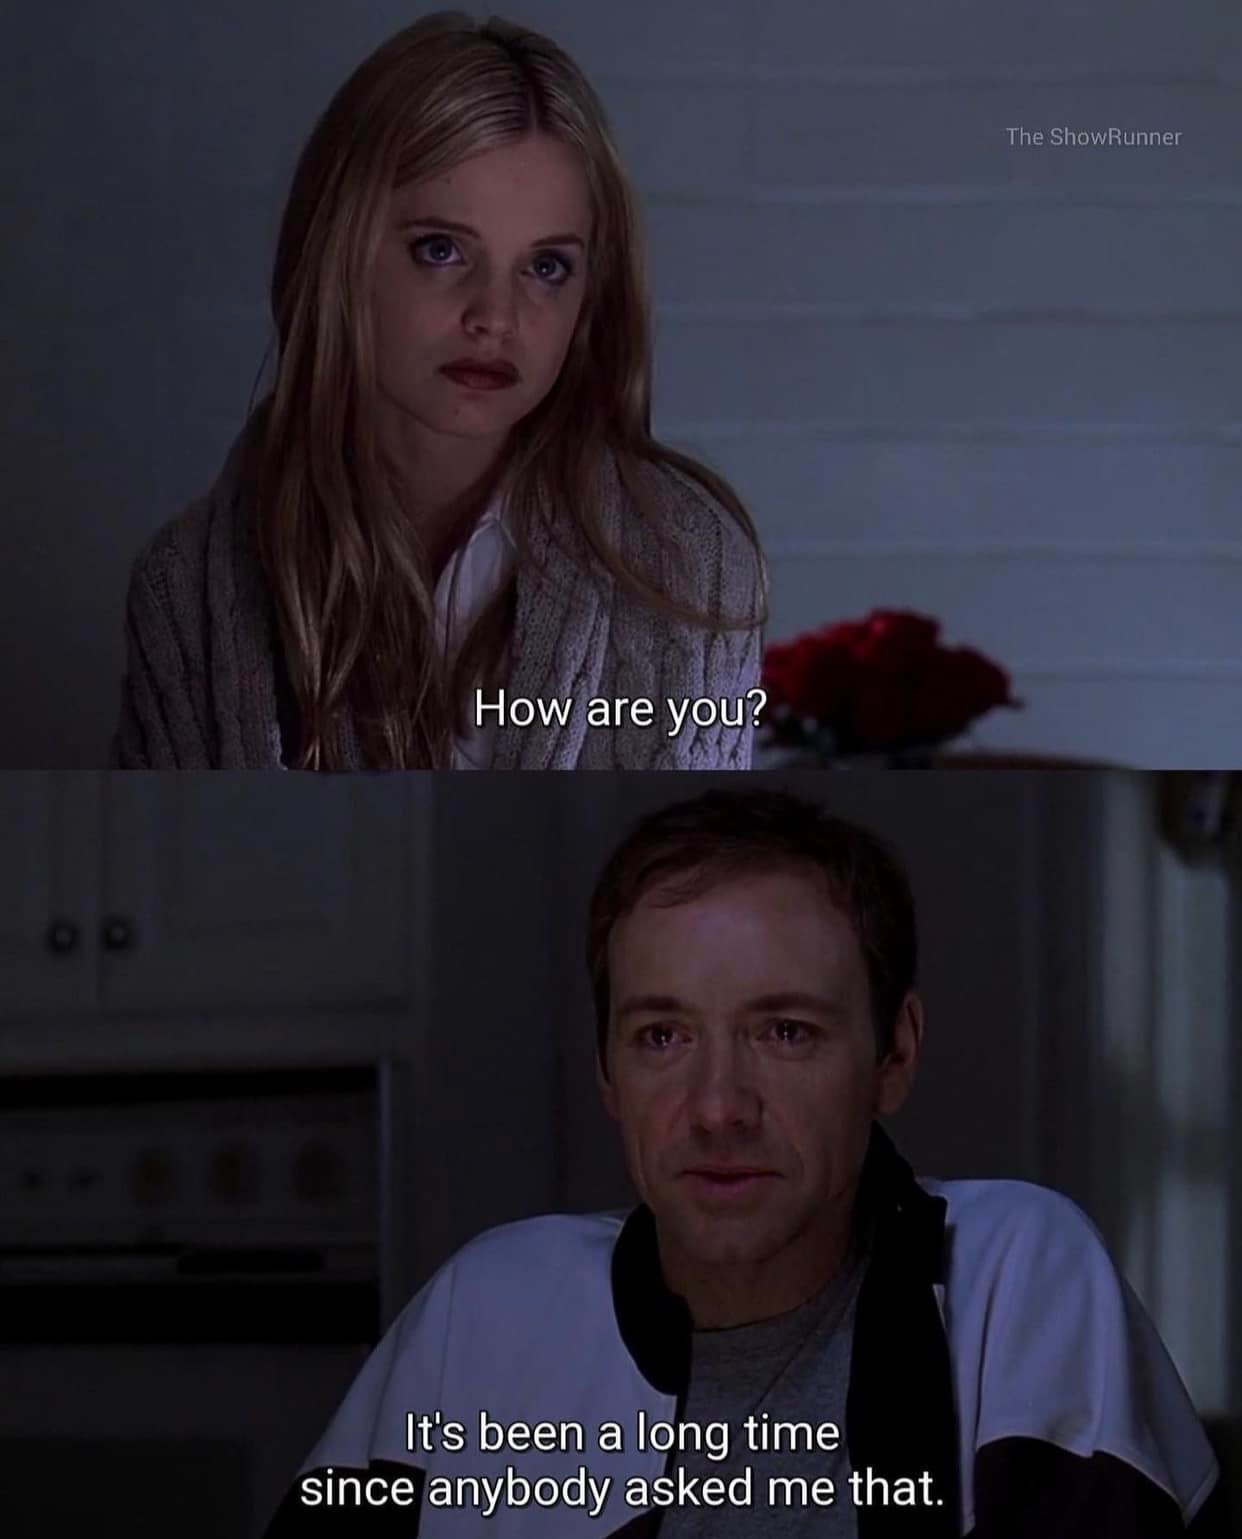 The ShowRunner
How are you?
It's been a long time
since anybody asked me that.